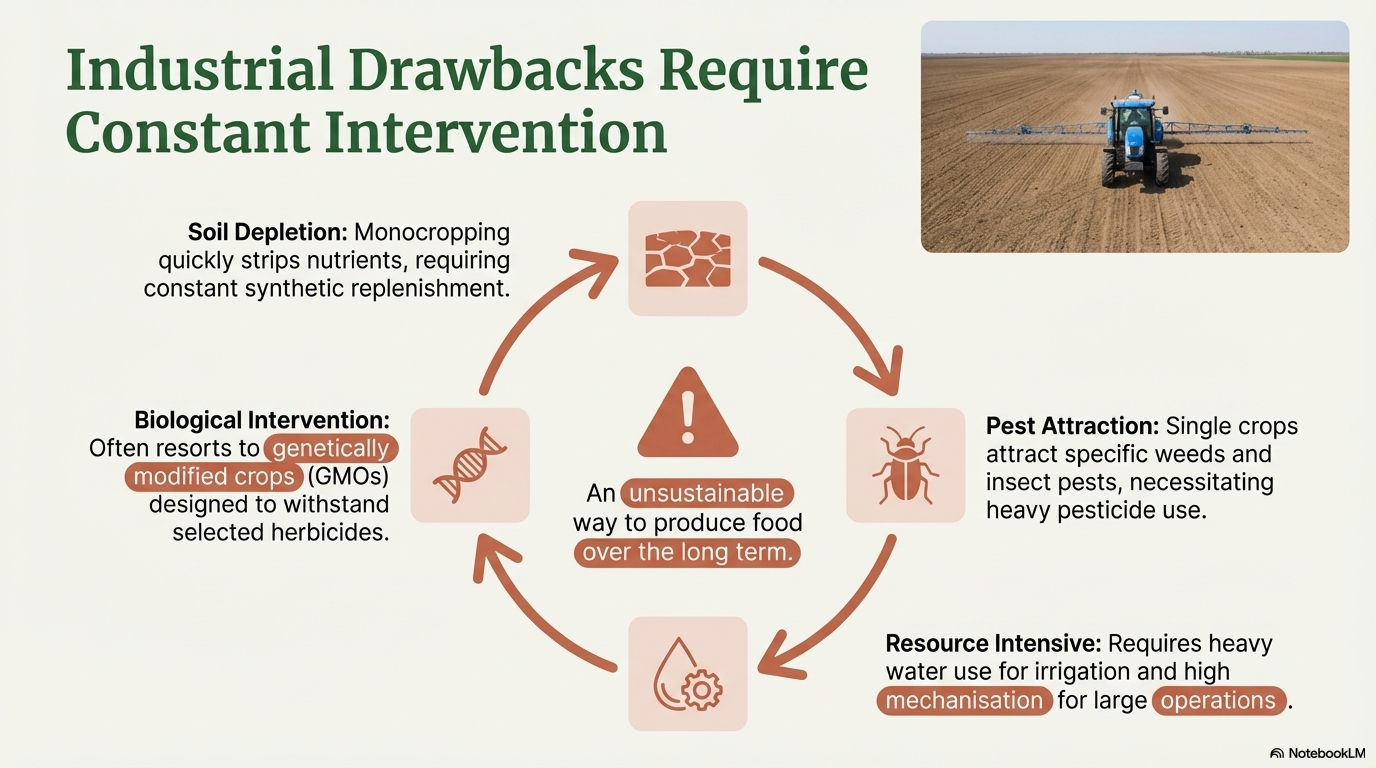 Industrial Drawbacks Require
Constant Intervention
Soil Depletion: Monocropping
quickly strips nutrients, requiring
constant synthetic replenishment.
Biological Intervention:
Often resorts to genetically
modified crops (GMOs)
designed to withstand
selected herbicides.
An unsustainable
way to produce food
over the long term.
Pest Attraction: Single crops
attract specific weeds and
insect pests, necessitating
heavy pesticide use.
Resource Intensive: Requires heavy
water use for irrigation and high
mechanisation for large operations.
NotebookLM